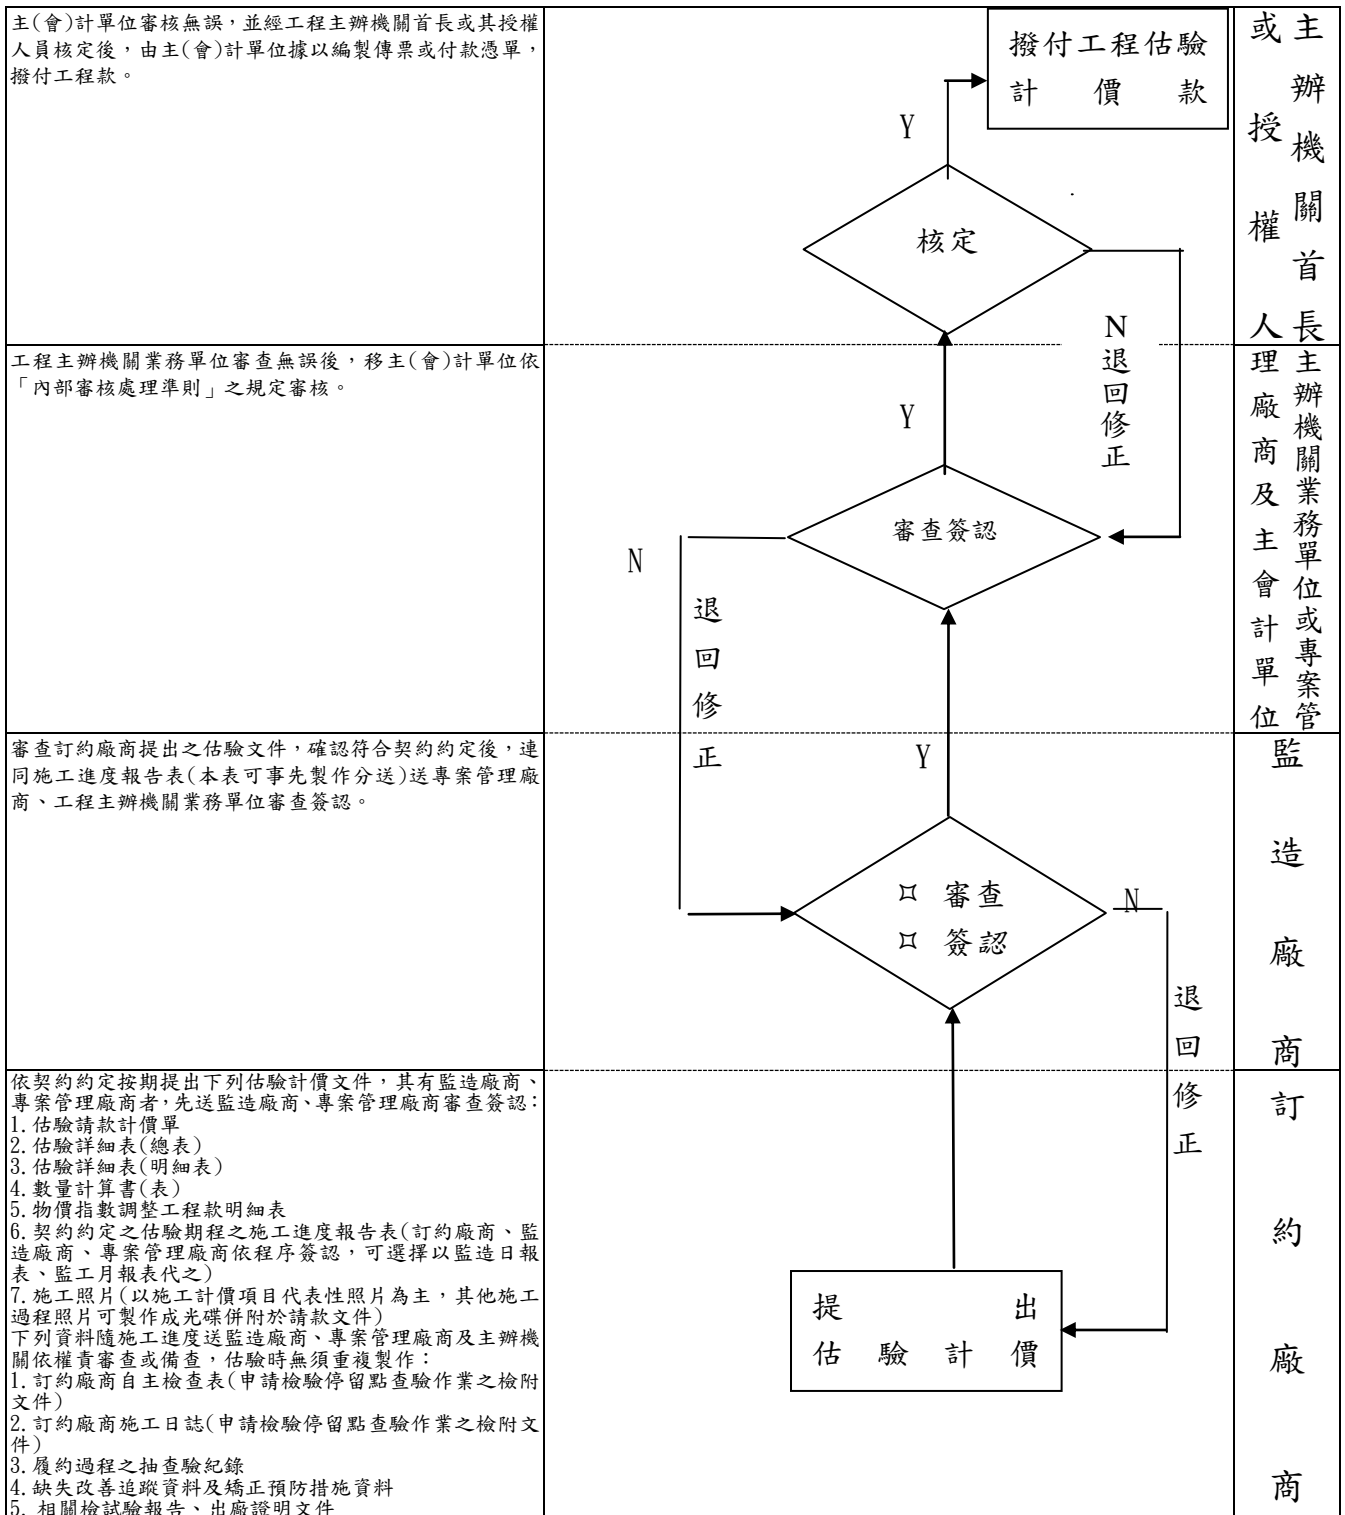 主(會)計單位審核無誤，並經工程主辦機關首長或其授權
人員核定後，由主(會)計單位據以編製傳票或付款憑單，
撥付工程款。
撥付工程估驗
計價款
Y
核定
N
退回修正
主辦機關首長
或授權人
工程主辦機關業務單位審查無誤後，移主(會)計單位依
「內部審核處理準則」之規定審核。
Y
審查簽認
N
退回修正
主辦機關業務單位或專案管
理廠商及主會計單位
審查訂約廠商提出之估驗文件，確認符合契約約定後，連
同施工進度報告表(本表可事先製作分送)送專案管理廠
商、工程主辦機關業務單位審查簽認。
Y
¤ 審查
¤ 簽認
N
退回修正
監造廠商
依契約約定按期提出下列估驗計價文件，其有監造廠商、
專案管理廠商者，先送監造廠商、專案管理廠商審查簽認：
1.估驗請款計價單
2.估驗詳細表(總表)
3.估驗詳細表(明細表)
4.數量計算書(表)
5.物價指數調整工程款明細表
6.契約約定之估驗期程之施工進度報告表(訂約廠商、監
造廠商、專案管理廠商依程序簽認，可選擇以監造日報
表、監工月報表代之)
7.施工照片(以施工計價項目代表性照片為主，其他施工
過程照片可製作成光碟併附於請款文件)
下列資料隨施工進度送監造廠商、專案管理廠商及主辦機
關依權責審查或備查，估驗時無須重複製作：
1.訂約廠商自主檢查表(申請檢驗停留點查驗作業之檢附
文件)
2.訂約廠商施工日誌(申請檢驗停留點查驗作業之檢附文
件)
3.履約過程之抽查驗紀錄
4.缺失改善追蹤資料及矯正預防措施資料
5.相關檢試驗報告、出廠證明文件
提出
估驗計價
訂約廠商